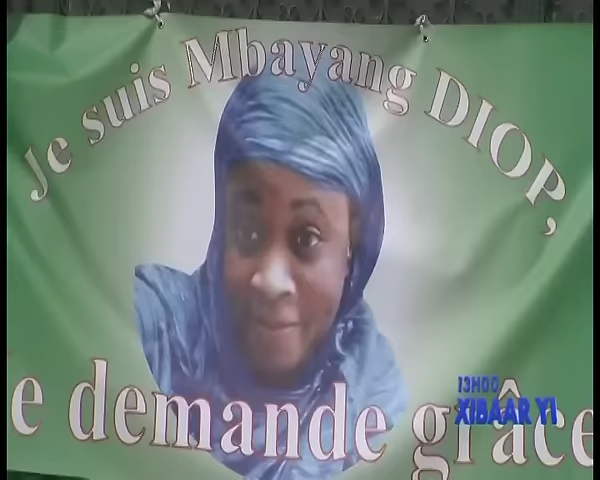 Je suis Mbayang DIOP,
e demande grâce
13H00
XIBAAR YI